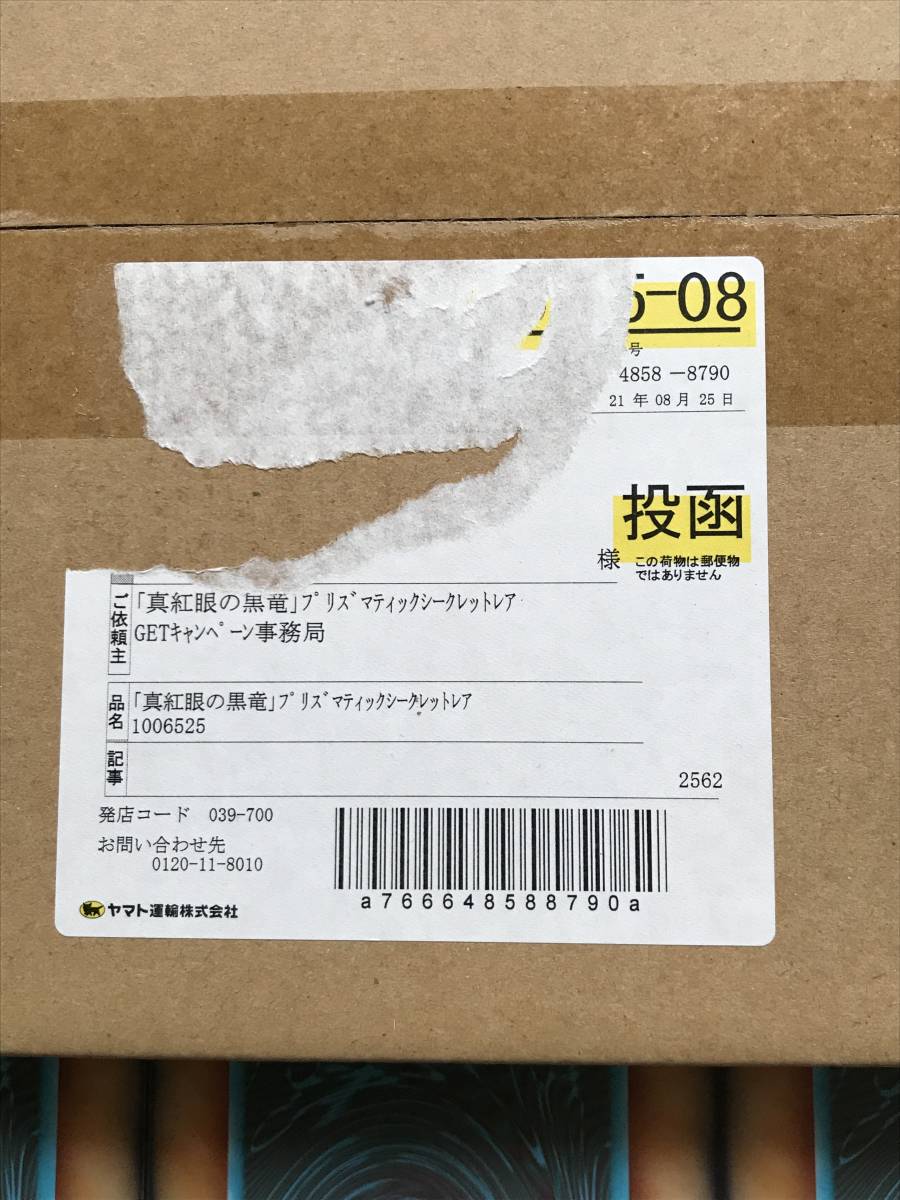 -08
号
4858-8790
21年08月25日
投函
様
この荷物は郵便物
ではありません
ご依頼主
「真紅眼の黒竜」プリズマティックシークレットレア
GETキャンペーン事務局
品名
「真紅眼の黒竜」プリズマティックシークレットレア
1006525
記事
2562
発店コード 039-700
お問い合わせ先
0120-11-8010
a766648588790a
ヤマト運輸株式会社